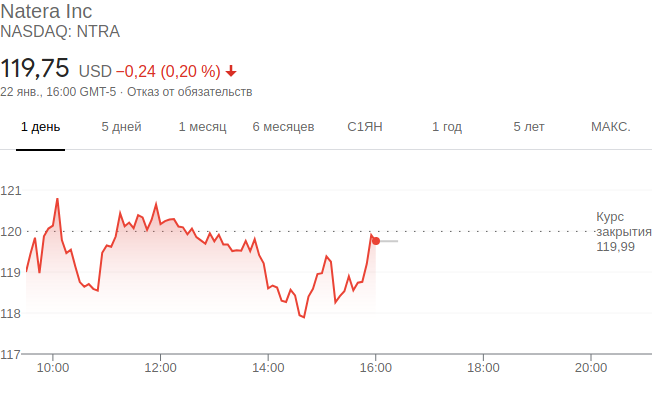 Natera Inc
NASDAQ: NTRA
119,75 USD −0,24 (0,20 %)
22 янв., 16:00 GMT-5 · Отказ от обязательств
1 день 5 дней 1 месяц 6 месяцев С1ЯН 1 год 5 лет МАКС.
121
Курс
120 закрытия
119,99
119
118
117
10:00 12:00 14:00 16:00 18:00 20:00